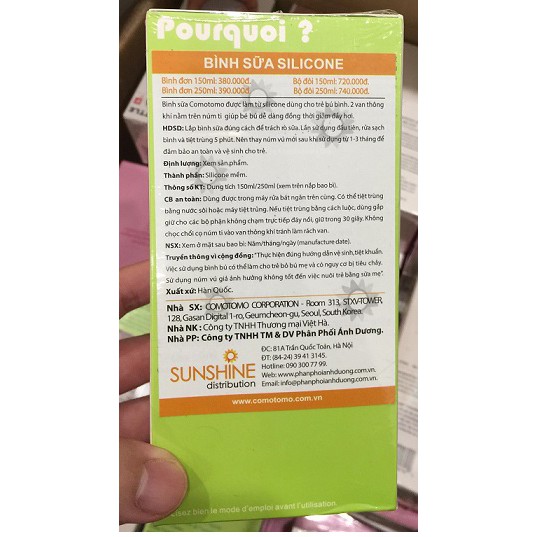 Pourquoi ?
BÌNH SỮA SILICONE
Bình đơn 150ml: 380.000đ. Bộ đôi 150ml: 720.000đ.
Bình đơn 250ml: 390.000đ. Bộ đôi 250ml: 740.000đ.
Bình sữa Comotomo được làm từ silicone dùng cho trẻ bú bình. 2 van thông
khí nằm trên núm ti giúp bé bú dễ dàng đồng thời giảm đầy hơi.
HDSD: Lắp bình sữa đúng cách để trách rò sữa. Lần sử dụng đầu tiên, rửa sạch
bình và tiệt trùng 5 phút. Nên thay núm vú mới sau khi sử dụng từ 1-3 tháng để
đảm bảo an toàn và vệ sinh cho trẻ.
Định lượng: Xem sản phẩm.
Thành phần: Silicone mềm.
Thông số KT: Dung tích 150ml/250ml (xem trên nắp bao bì).
CB an toàn: Dùng được trong máy rửa bát ngăn trên cùng. Có thể tiệt trùng
bằng nước sôi hoặc máy tiệt trùng. Nếu tiệt trùng bằng cách luộc, dùng gắp
giữ cho các bộ phận không chạm trực tiếp đáy nồi, giữ trong 30 giây. Không
chọc chổi cọ núm ti vào van thông khí tránh làm rách van.
NSX: Xem ở mặt sau bao bì: Năm/tháng/ngày (manufacture date).
Truyền thông vì cộng đồng: "Thực hiện đúng hướng dẫn vệ sinh, tiệt khuẩn.
Việc sử dụng bình bú có thể làm cho trẻ bỏ bú mẹ và có nguy cơ bị tiêu chảy.
Sử dụng núm vú giả ảnh hưởng không tốt đến việc nuôi trẻ bằng sữa mẹ".
Xuất xứ: Hàn Quốc.
Nhà SX: COMOTOMO CORPORATION - Room 313, STX-V-TOWER,
128, Gasan Digital 1-ro, Geumcheon-gu, Seoul, South Korea.
Nhà NK: Công ty TNHH Thương mại Việt Hà.
Nhà PP: Công ty TNHH TM & DV Phân Phối Ánh Dương.
SUNSHINE
distribution
ĐC: 81A Trần Quốc Toản, Hà Nội
ĐT: (84-24) 39 41 3145.
Hotline: 090 300 77 99.
Web: www.phanphoianhduong.com.vn.
Email: info@phanphoianhduong.com.vn.
www.comotomo.com.vn
Lisez bien le mode d'emploi avant l'utilisation